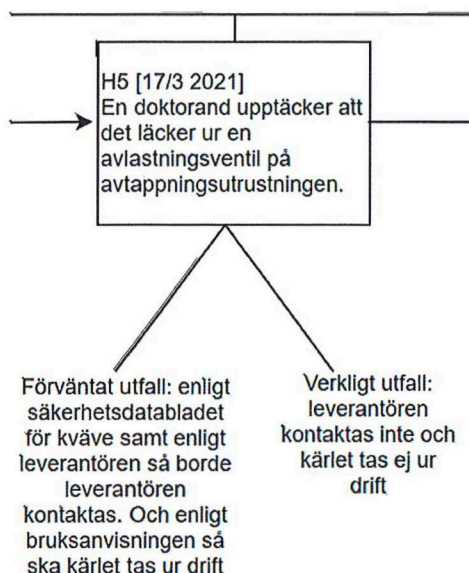 H5 [17/3 2021]
En doktorand upptäcker att
det läcker ur en
avlastningsventil på
avtappningsutrustningen.
Förväntat utfall: enligt
säkerhetsdatabladet
för kväve samt enligt
leverantören så borde
leverantören
kontaktas. Och enligt
bruksanvisningen så
ska kärlet tas ur drift
Verkligt utfall:
leverantören
kontaktas inte och
kärlet tas ej ur
drift